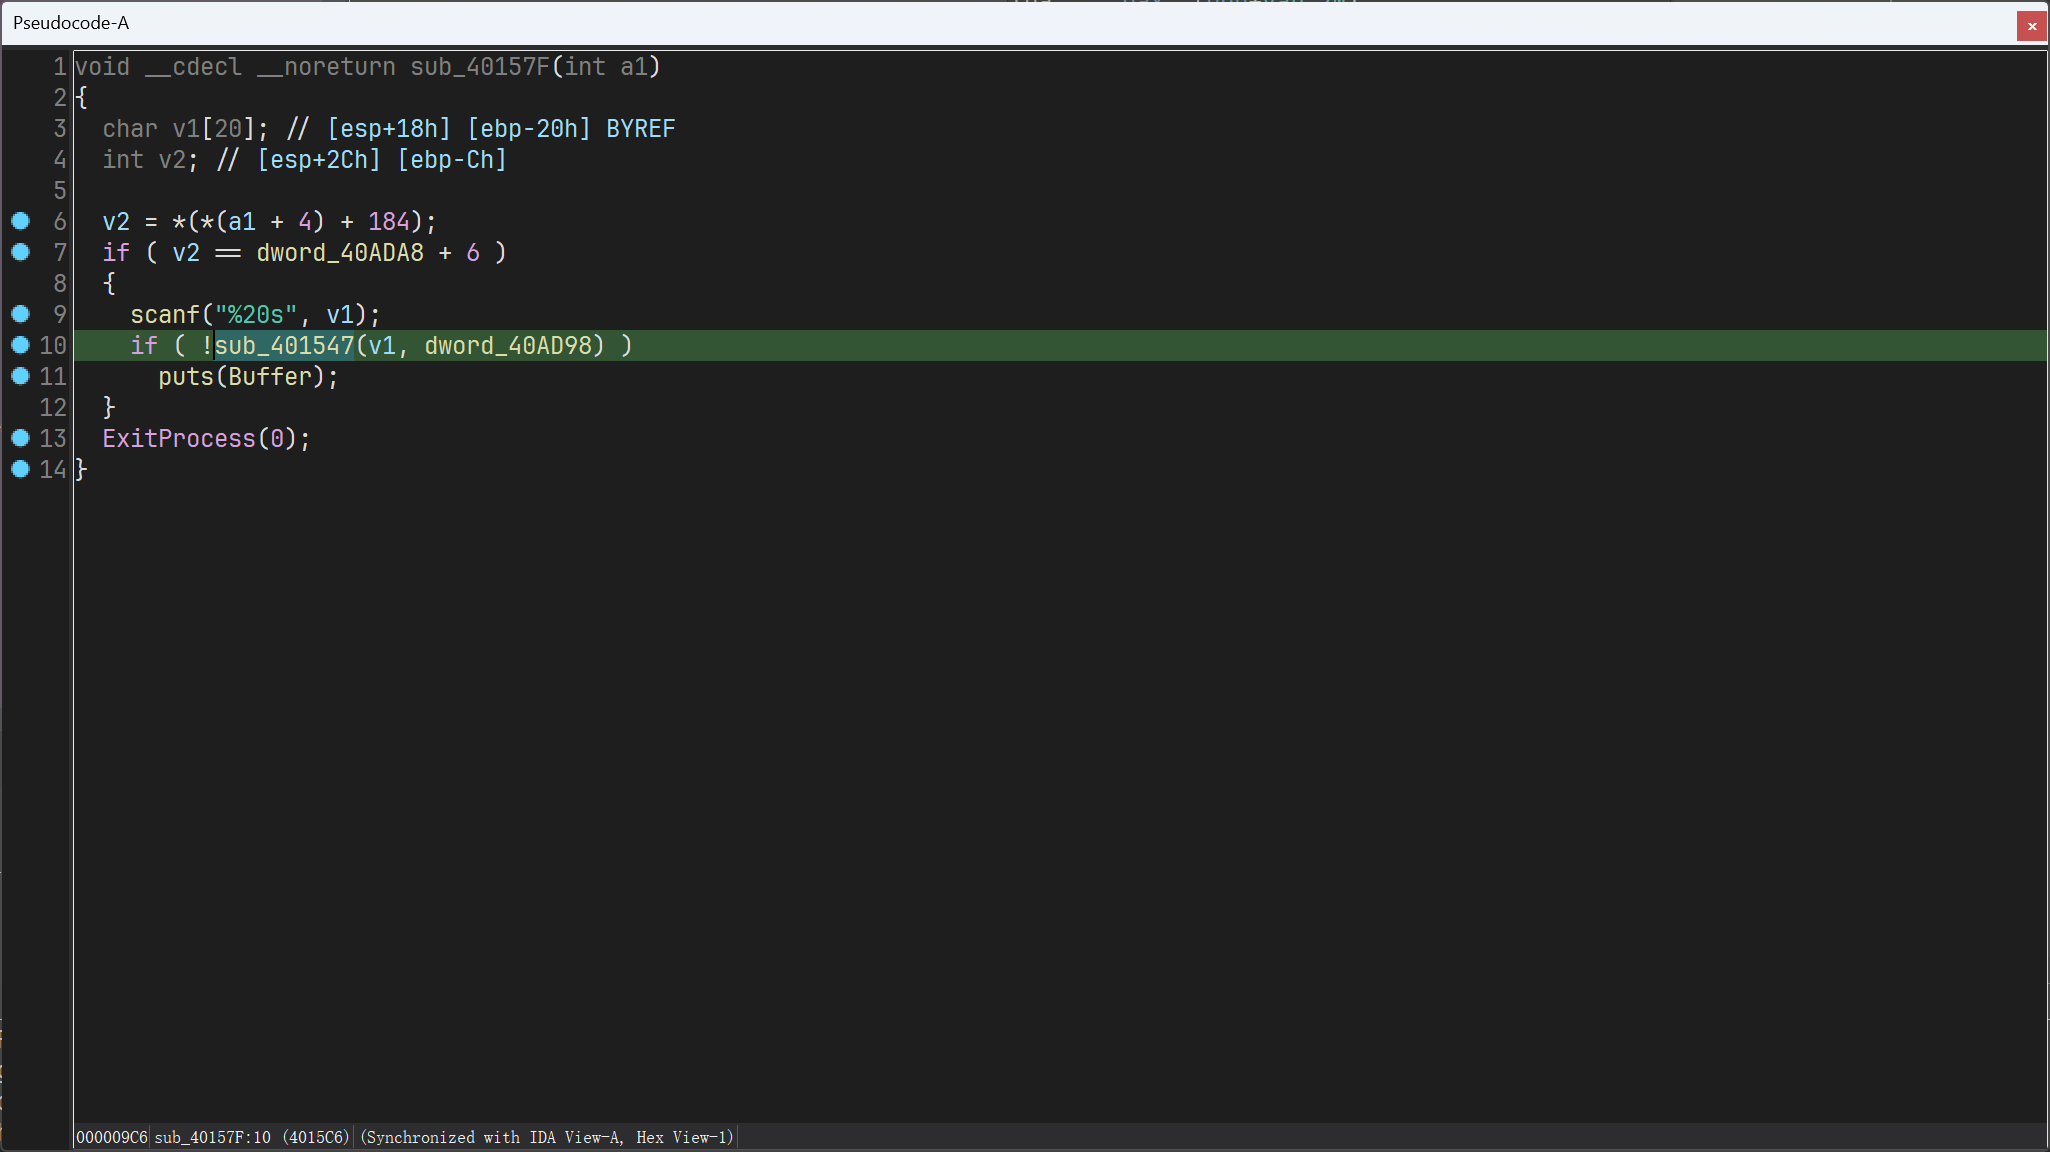 Pseudocode-A
1 void __cdecl __noreturn sub_40157F(int a1)
2 {
3   char v1[20]; // [esp+18h] [ebp-20h] BYREF
4   int v2; // [esp+2Ch] [ebp-Ch]
5
6   v2 = *(*(a1 + 4) + 184);
7   if ( v2 == dword_40ADA8 + 6 )
8   {
9     scanf("%20s", v1);
10     if ( !sub_401547(v1, dword_40AD98) )
11       puts(Buffer);
12   }
13   ExitProcess(0);
14 }
000009C6 sub_40157F:10 (4015C6) (Synchronized with IDA View-A, Hex View-1)